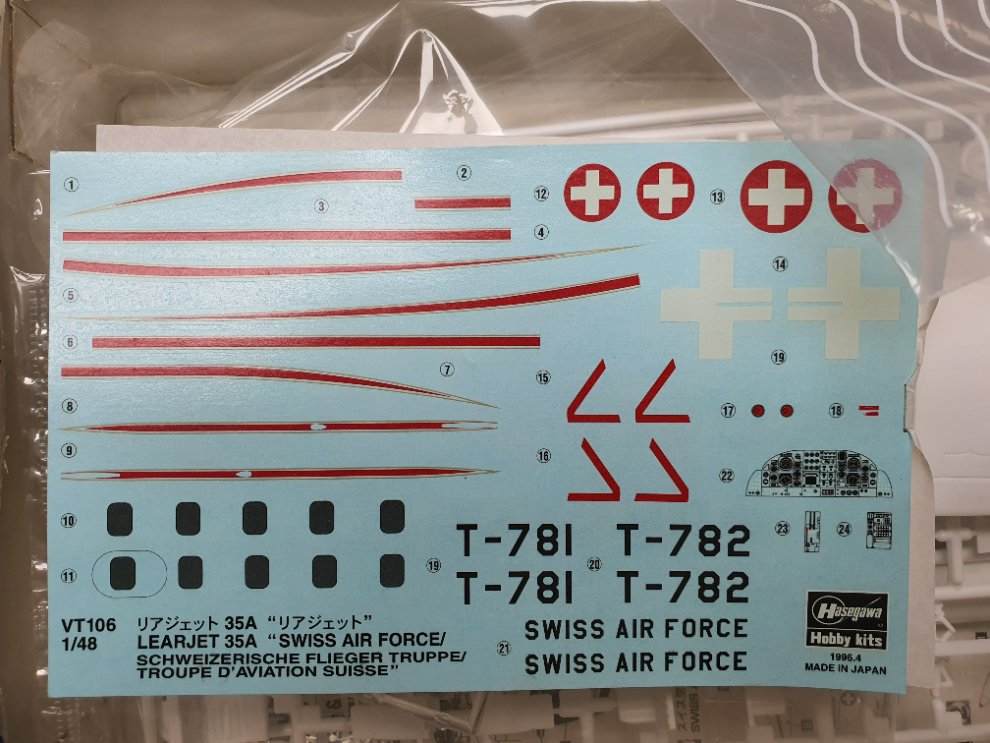 1
2
12
13
3
4
14
5
6
19
7
15
8
17
18
9
16
22
10
T-781 T-782
23
24
11
19
20
T-781 T-782
VT106 リアジェット 35A “リアジェット”
1/48 LEARJET 35A “SWISS AIR FORCE/
SCHWEIZERISCHE FLIEGER TRUPPE/
TROUPE D'AVIATION SUISSE”
21
SWISS AIR FORCE
SWISS AIR FORCE
Hasegawa
Hobby kits
1996.4
MADE IN JAPAN